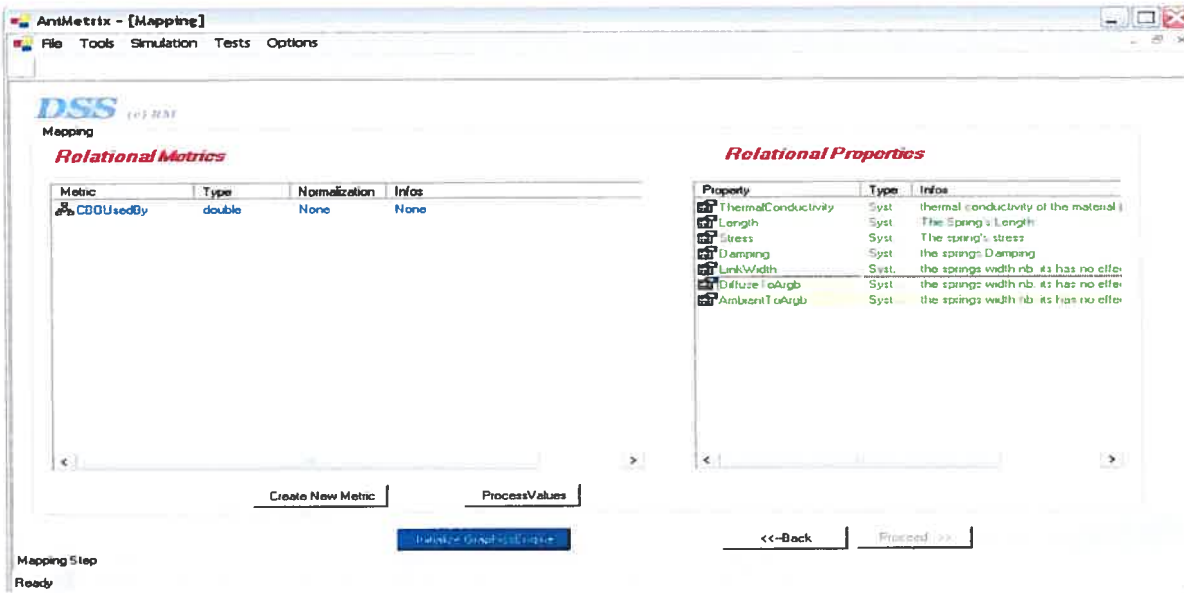 AntMetrix - [Mapping]
File Tools Simulation Tests Options
DSS
Mapping
Relational Metrics
Relational Properties
Metric Type Normalization Infos
CBOUsedBy double None None
Property Type Infos
ThermalConductivity Syst thermal conductivity of the material
Length Syst The Spring's Length
Stress Syst The spring's stress
Damping Syst the springs Damping
LinkWidth Syst. the springs width nb. its has no effe
DiffuseToArgb Syst... the springs width nb. its has no effe
AmbiantToArgb Syst... the springs width nb. its has no effe
Create New Metric ProcessValues
Initialize GraphicsEngine
<<--Back Proceed >>
Mapping Step
Ready